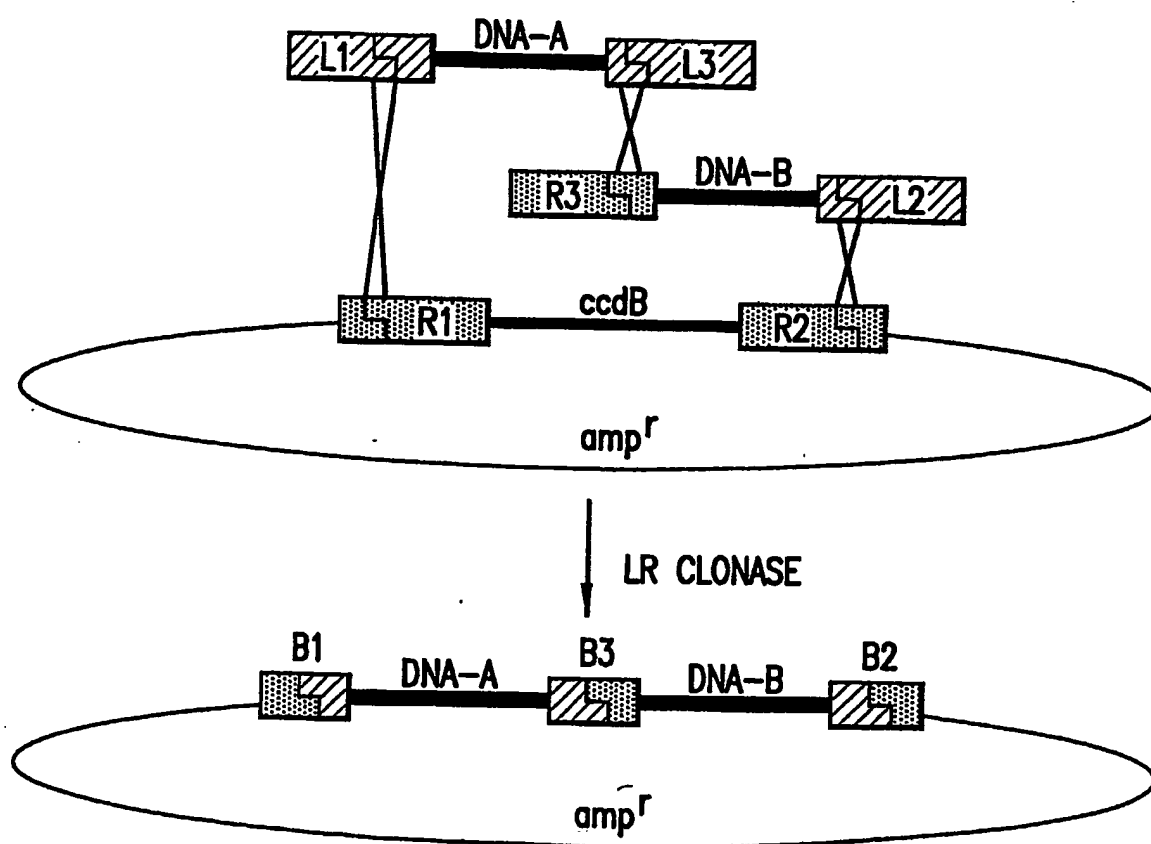 DNA-A
L1
L3
DNA-B
R3
L2
ccdB
R1
R2
amp^r
LR CLONASE
B1
B3
B2
DNA-A
DNA-B
amp^r